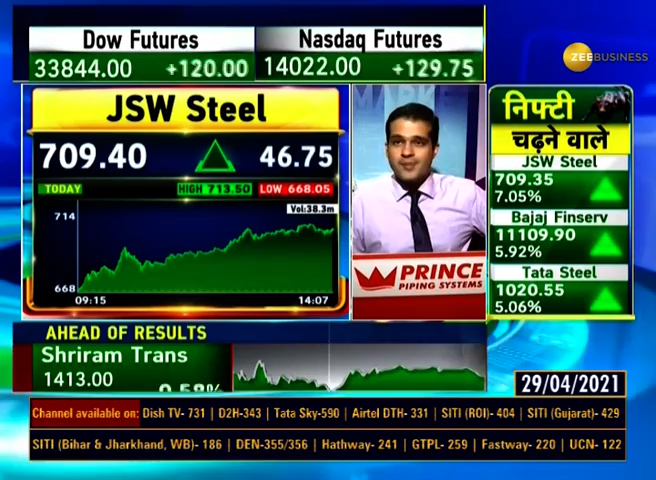 Dow Futures
33844.00 +120.00
Nasdaq Futures
14022.00 +129.75
ZEEBUSINESS
JSW Steel
709.40 46.75
TODAY HIGH 713.50 LOW 668.05
Vol:38.3m
714
668
09:15 14:07
MARKE
PRINCE
PIPING SYSTEMS
निफ्टी
चढ़ने वाले
JSW Steel
709.35
7.05%
Bajaj Finserv
11109.90
5.92%
Tata Steel
1020.55
5.06%
AHEAD OF RESULTS
Shriram Trans
1413.00 0.58%
29/04/2021
Channel available on: Dish TV- 731 | D2H-343 | Tata Sky-590 | Airtel DTH- 331 | SITI (ROI)- 404 | SITI (Gujarat)- 429
SITI (Bihar & Jharkhand, WB)- 186 | DEN-355/356 | Hathway- 241 | GTPL- 259 | Fastway- 220 | UCN- 122